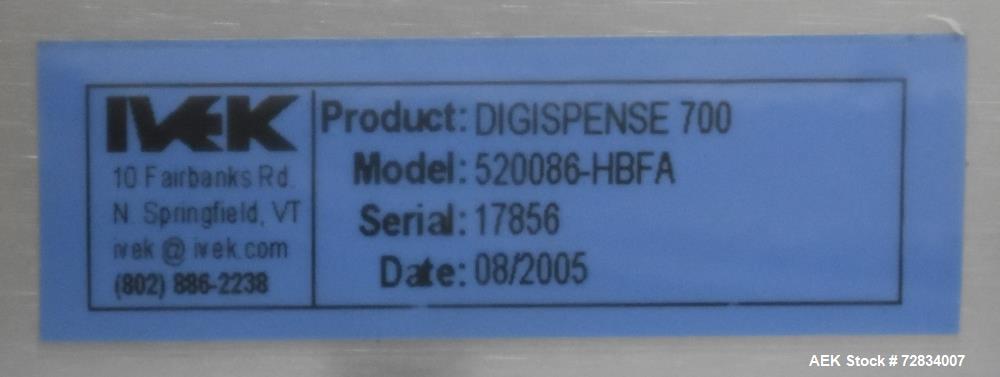 IVEK
10 Fairbanks Rd.
N. Springfield, VT
ivek @ ivek.com
(802) 886-2238
Product: DIGISPENSE 700
Model: 520086-HBFA
Serial: 17856
Date: 08/2005
AEK Stock # 72834007